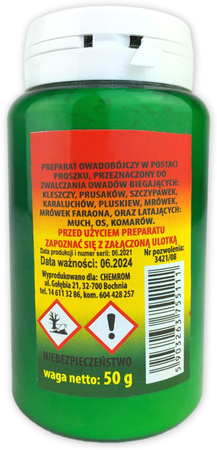 PREPARAT OWADOBÓJCZY W POSTACI
PROSZKU, PRZEZNACZONY DO
ZWALCZANIA OWADÓW BIEGAJĄCYCH:
KLESZCZY, PRUSAKÓW, SZCZYPAWEK,
KARALUCHÓW, PLUSKIEW, MRÓWEK,
MRÓWEK FARAONA, ORAZ LATAJĄCYCH:
MUCH, OS, KOMARÓW.
PRZED UŻYCIEM PREPARATU
ZAPOZNAĆ SIĘ Z ZAŁĄCZONĄ ULOTKĄ
Data produkcji i numer serii: 06.2021
Nr pozwolenia:
Data ważności: 06.2024
3421/08
Wyprodukowano dla: CHEMROM
ul. Gołębia 21, 32-700 Bochnia
tel. 14 611 32 86, kom. 604 428 257
NIEBEZPIECZEŃSTWO
waga netto: 50 g
5903263755111